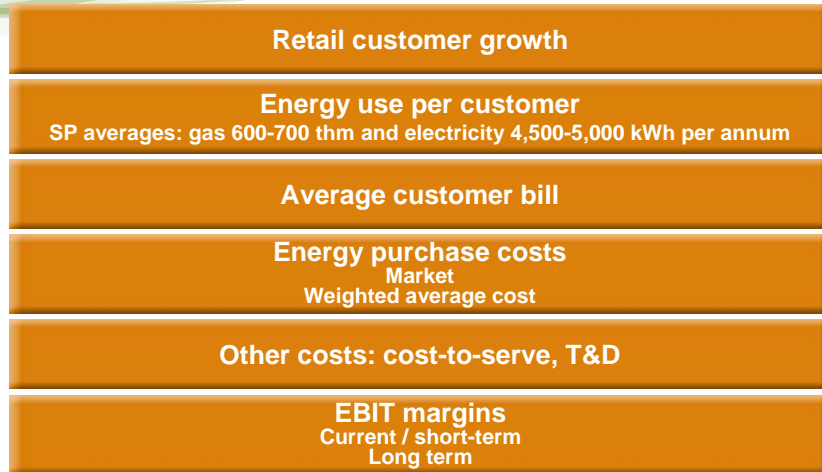 Retail customer growth
Energy use per customer
SP averages: gas 600-700 thm and electricity 4,500-5,000 kWh per annum
Average customer bill
Energy purchase costs
Market
Weighted average cost
Other costs: cost-to-serve, T&D
EBIT margins
Current / short-term
Long term